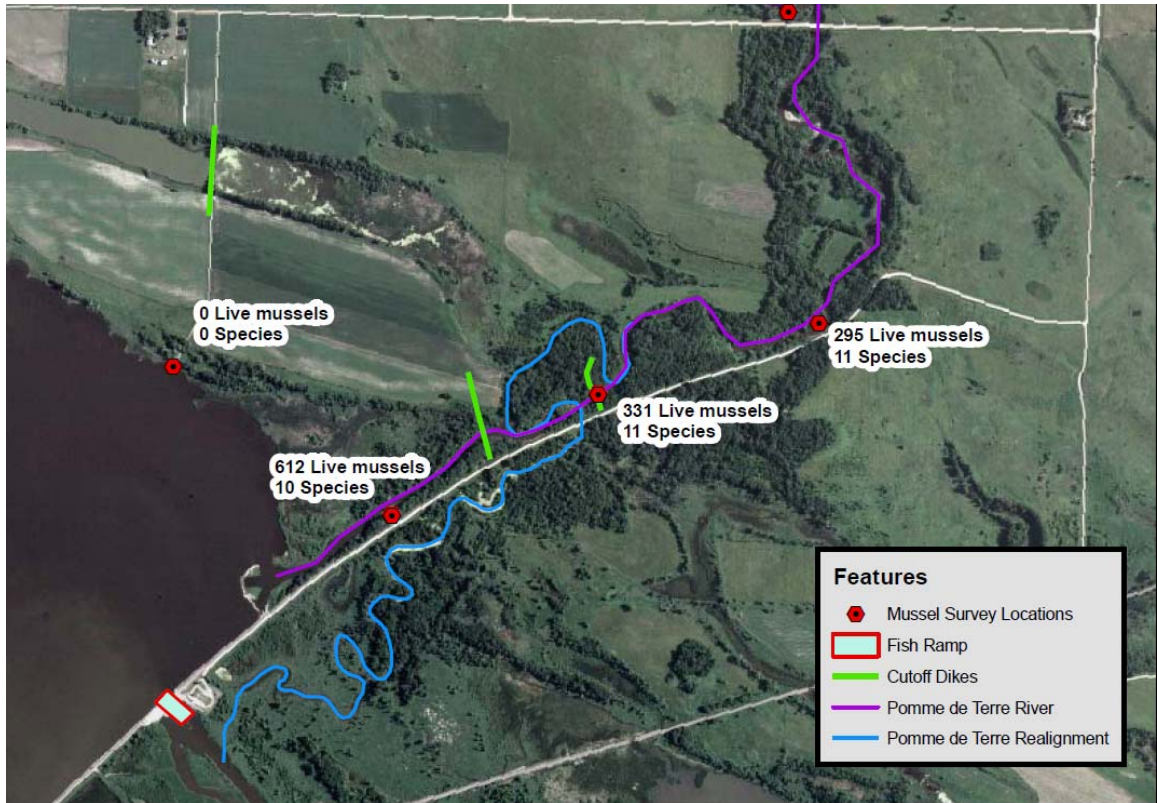 0 Live mussels
0 Species
295 Live mussels
11 Species
331 Live mussels
11 Species
612 Live mussels
10 Species
Features
Mussel Survey Locations
Fish Ramp
Cutoff Dikes
Pomme de Terre River
Pomme de Terre Realignment